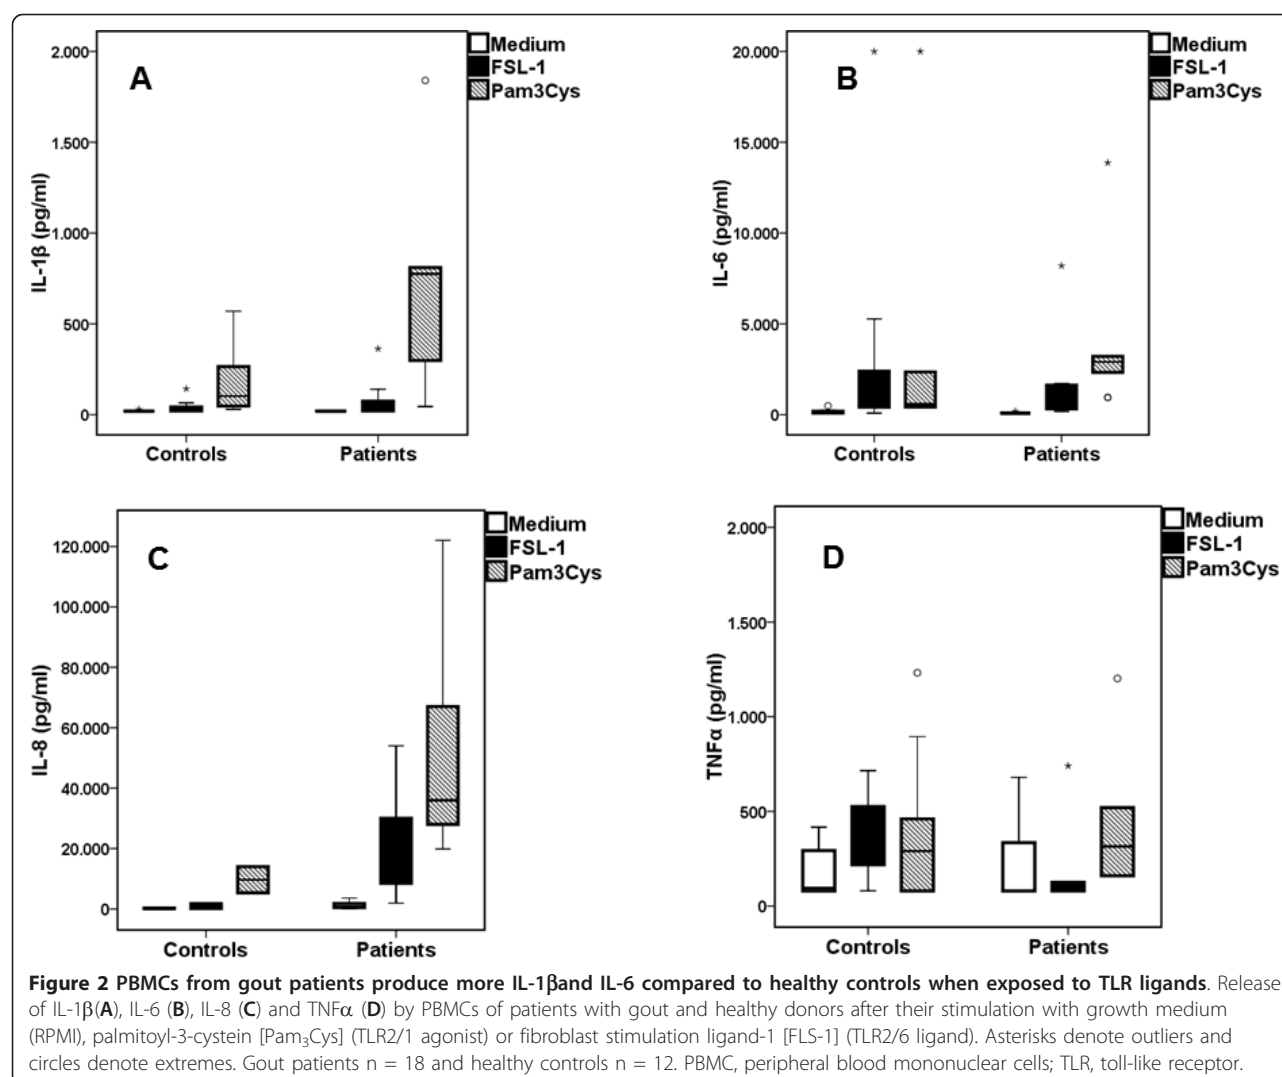 2.000
1.500
1.000
500
0
IL-1β (pg/ml)
A
Medium
FSL-1
Pam3Cys
Controls
Patients
20.000
15.000
10.000
5.000
0
IL-6 (pg/ml)
B
Medium
FSL-1
Pam3Cys
Controls
Patients
120.000
100.000
80.000
60.000
40.000
20.000
0
IL-8 (pg/ml)
C
Medium
FSL-1
Pam3Cys
Controls
Patients
2.000
1.500
1.000
500
0
TNFα (pg/ml)
D
Medium
FSL-1
Pam3Cys
Controls
Patients
Figure 2 PBMCs from gout patients produce more IL-1βand IL-6 compared to healthy controls when exposed to TLR ligands. Release
of IL-1β(A), IL-6 (B), IL-8 (C) and TNFα (D) by PBMCs of patients with gout and healthy donors after their stimulation with growth medium
(RPMI), palmitoyl-3-cystein [Pam₃Cys] (TLR2/1 agonist) or fibroblast stimulation ligand-1 [FLS-1] (TLR2/6 ligand). Asterisks denote outliers and
circles denote extremes. Gout patients n = 18 and healthy controls n = 12. PBMC, peripheral blood mononuclear cells; TLR, toll-like receptor.